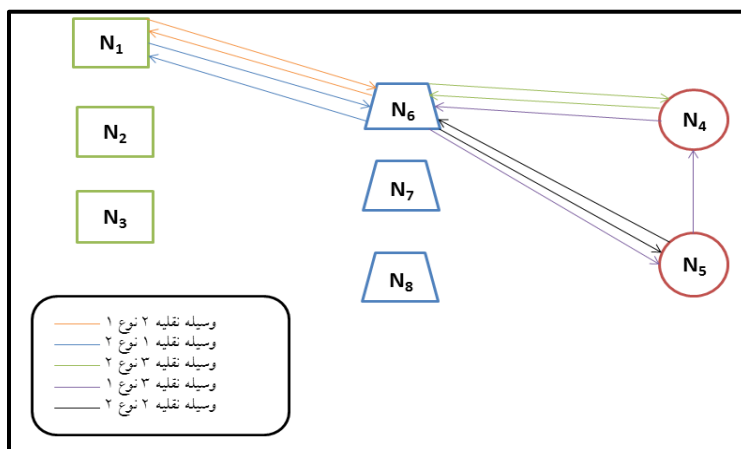 N1
N6
N4
N2
N7
N3
N5
N8
وسیله نقلیه ۲ نوع ۱
وسیله نقلیه ۱ نوع ۲
وسیله نقلیه ۳ نوع ۲
وسیله نقلیه ۳ نوع ۱
وسیله نقلیه ۲ نوع ۲